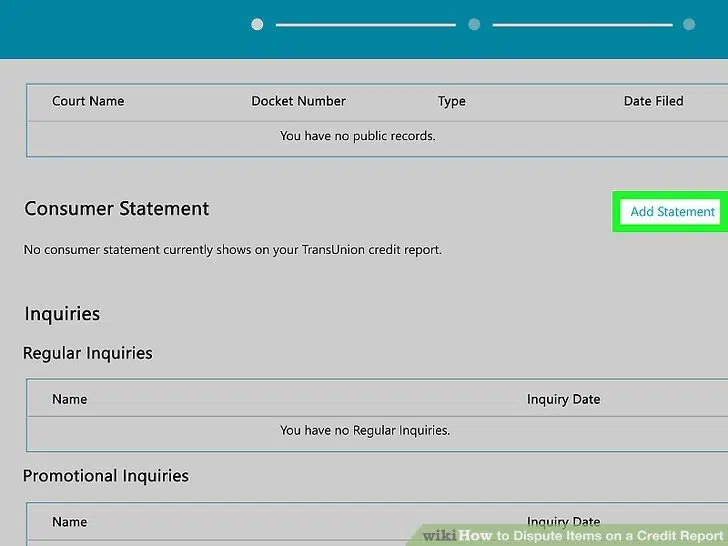 Court Name Docket Number Type Date Filed
You have no public records.
Consumer Statement Add Statement
No consumer statement currently shows on your TransUnion credit report.
Inquiries
Regular Inquiries
Name Inquiry Date
You have no Regular Inquiries.
Promotional Inquiries
Name Inquiry Date
wikiHow to Dispute Items on a Credit Report